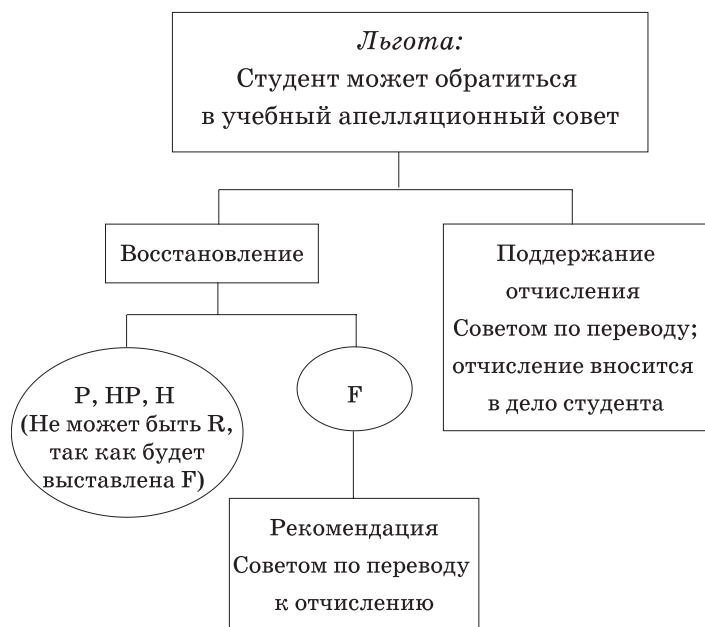 Льгота:
Студент может обратиться
в учебный апелляционный совет
Восстановление
Поддержание
отчисления
Советом по переводу;
отчисление вносится
в дело студента
P, HP, H
(Не может быть R,
так как будет
выставлена F)
F
Рекомендация
Советом по переводу
к отчислению